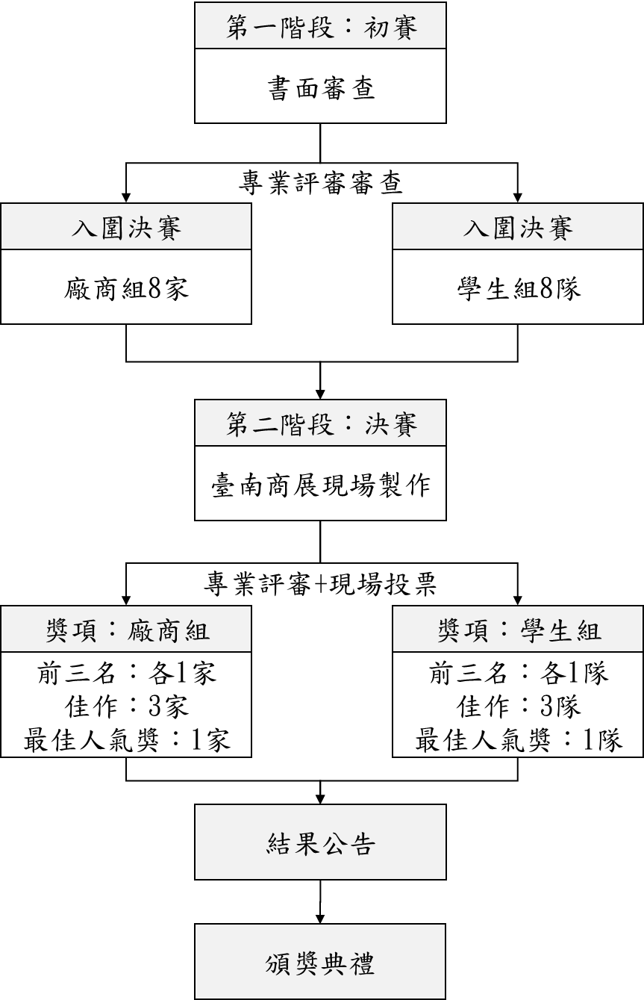 第一階段：初賽
書面審查
專業評審審查
入圍決賽
廠商組8家
入圍決賽
學生組8隊
第二階段：決賽
臺南商展現場製作
專業評審+現場投票
獎項：廠商組
前三名：各1家
佳作：3家
最佳人氣獎：1家
獎項：學生組
前三名：各1隊
佳作：3隊
最佳人氣獎：1隊
結果公告
頒獎典禮